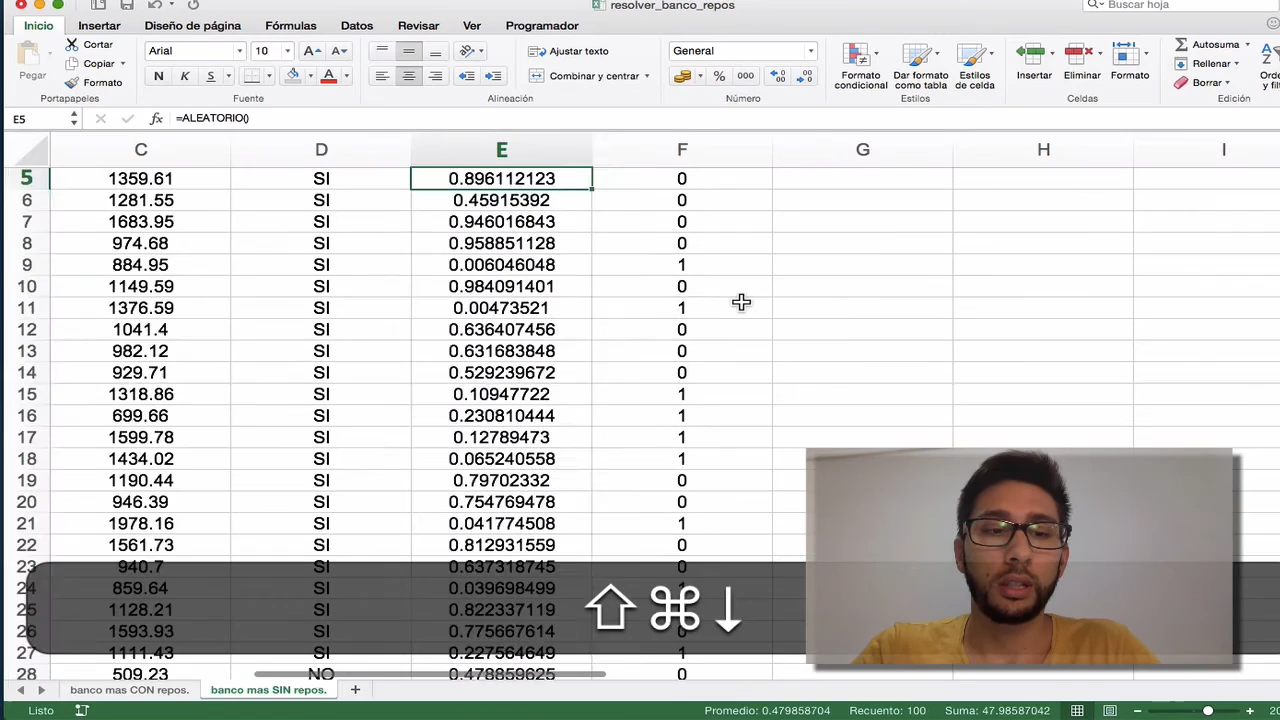 resolver_banco_repos
Buscar hoja
Inicio Insertar Diseño de página Fórmulas Datos Revisar Ver Programador
Cortar
Copiar
Formato
Pegar
Arial 10
N K S
Ajustar texto
Combinar y centrar
General
% 000
Formato condicional
Dar formato como tabla
Estilos de celda
Insertar Eliminar Formato
Autosuma
Rellenar
Borrar
Portapapeles Fuente Alineación Número Estilos Celdas Edición
E5 fx =ALEATORIO()
C D E F G H I
5 1359.61 SI 0.896112123 0
6 1281.55 SI 0.45915392 0
7 1683.95 SI 0.946016843 0
8 974.68 SI 0.958851128 0
9 884.95 SI 0.006046048 1
10 1149.59 SI 0.984091401 0
11 1376.59 SI 0.00473521 1
12 1041.4 SI 0.636407456 0
13 982.12 SI 0.631683848 0
14 929.71 SI 0.529239672 0
15 1318.86 SI 0.10947722 1
16 699.66 SI 0.230810444 1
17 1599.78 SI 0.12789473 1
18 1434.02 SI 0.065240558 1
19 1190.44 SI 0.79702332 0
20 946.39 SI 0.754769478 0
21 1978.16 SI 0.041774508 1
22 1561.73 SI 0.812931559 0
23 940.7 SI 0.637318745 0
24 859.64 SI 0.039698499
25 1128.21 SI 0.822337119
26 1593.93 SI 0.775667614
27 1111.43 SI 0.227564649 1
28 509.23 NO 0.478859625 0
⇧⌘↓
banco mas CON repos. banco mas SIN repos. +
Listo Promedio: 0.479858704 Recuento: 100 Suma: 47.98587042